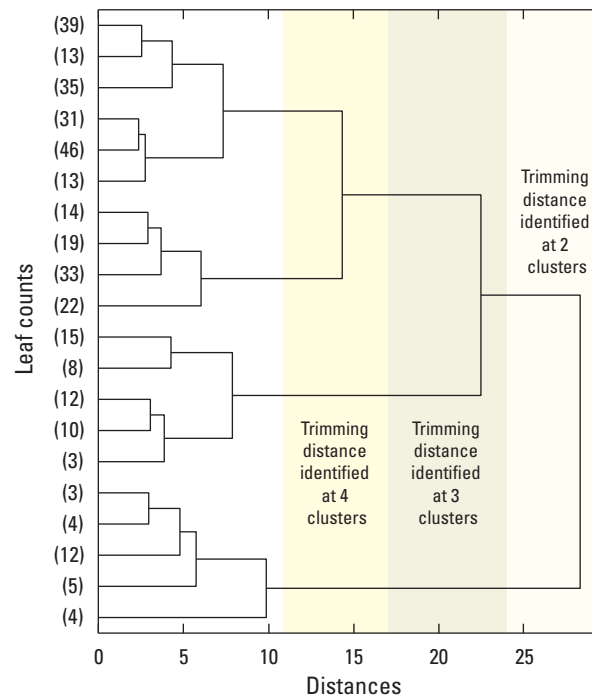 (39)
(13)
(35)
(31)
(46)
(13)
(14)
(19)
(33)
(22)
(15)
(8)
(12)
(10)
(3)
(3)
(4)
(12)
(5)
(4)
Leaf counts
Trimming
distance
identified
at 2
clusters
Trimming
distance
identified
at 4
clusters
Trimming
distance
identified
at 3
clusters
0 5 10 15 20 25
Distances